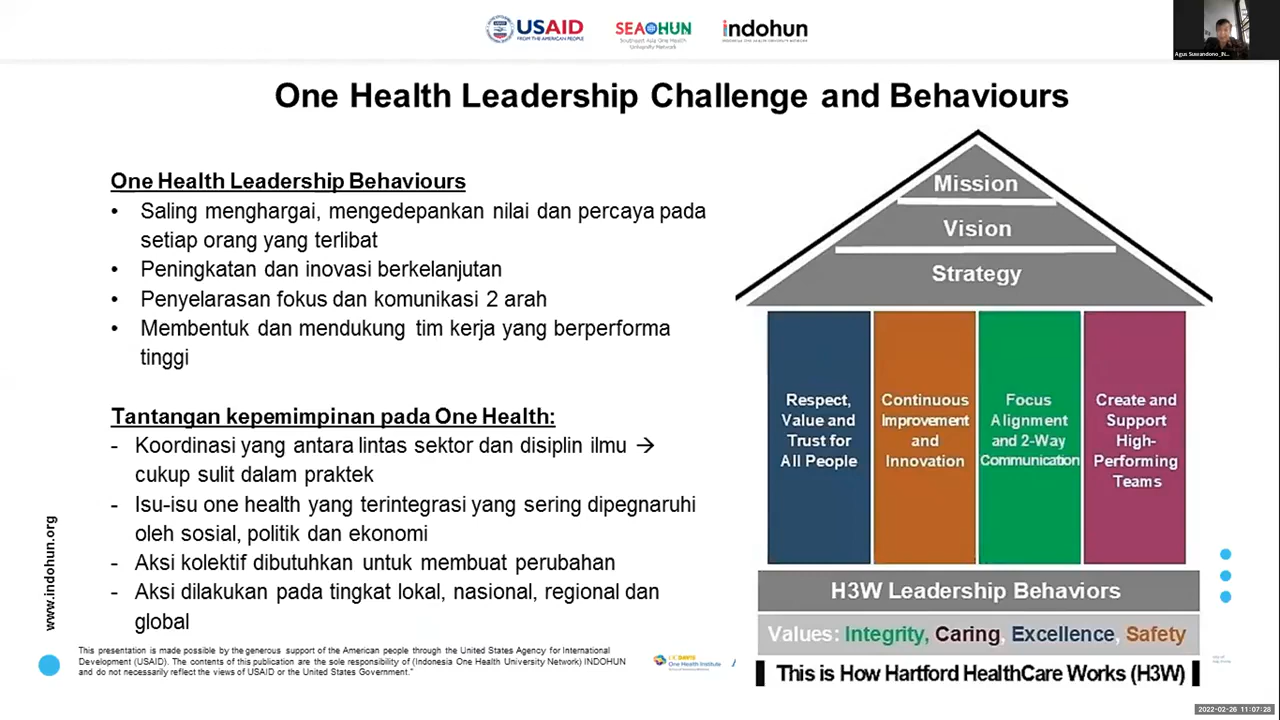 USAID
FROM THE AMERICAN PEOPLE
SEAOHUN
Southeast Asia One Health
University Network
indohun
INDONESIA ONE HEALTH UNIVERSITY NETWORK
One Health Leadership Challenge and Behaviours
One Health Leadership Behaviours
• Saling menghargai, mengedepankan nilai dan percaya pada
setiap orang yang terlibat
• Peningkatan dan inovasi berkelanjutan
• Penyelarasan fokus dan komunikasi 2 arah
• Membentuk dan mendukung tim kerja yang berperforma
tinggi
Tantangan kepemimpinan pada One Health:
- Koordinasi yang antara lintas sektor dan disiplin ilmu →
cukup sulit dalam praktek
- Isu-isu one health yang terintegrasi yang sering dipegnaruhi
oleh sosial, politik dan ekonomi
- Aksi kolektif dibutuhkan untuk membuat perubahan
- Aksi dilakukan pada tingkat lokal, nasional, regional dan
global
www.indohun.org
This presentation is made possible by the generous support of the American people through the United States Agency for International
Development (USAID). The contents of this publication are the sole responsibility of (Indonesia One Health University Network) INDOHUN
and do not necessarily reflect the views of USAID or the United States Government."
One Health Institute
Mission
Vision
Strategy
Respect,
Value and
Trust for
All People
Continuous
Improvement
and
Innovation
Focus
Alignment
and 2-Way
Communication
Create and
Support
High-
Performing
Teams
H3W Leadership Behaviors
Values: Integrity, Caring, Excellence, Safety
This is How Hartford HealthCare Works (H3W)
Agus Suwandono_IN...
2022-02-26 11:07:28